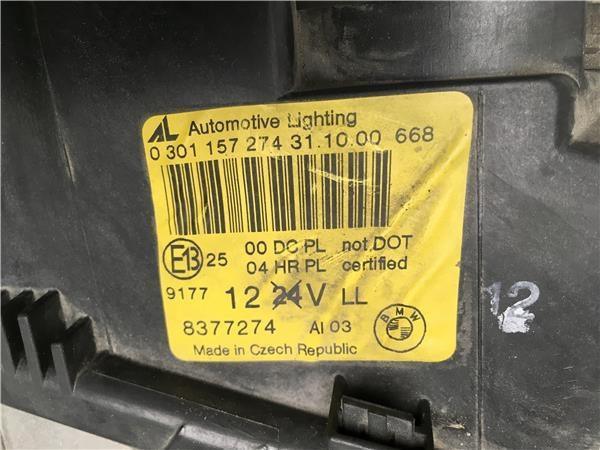 AL Automotive Lighting
0 301 157 274 31.10.00 668
E13 25 00 DC PL not.DOT
04 HR PL certified
9177 12 24 V LL
8377274 AI 03 BMW
Made in Czech Republic
12